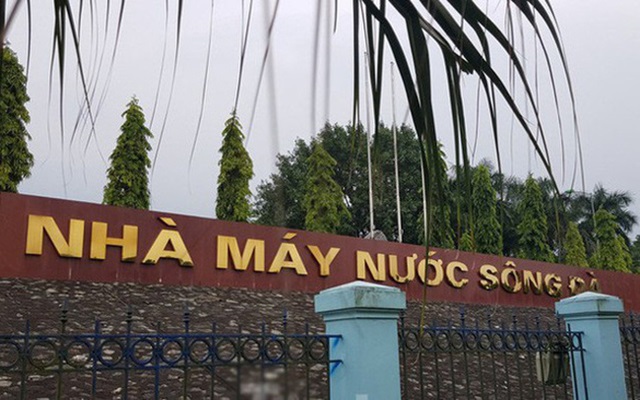 NHÀ MÁY NƯỚC SÔNG ĐÀ